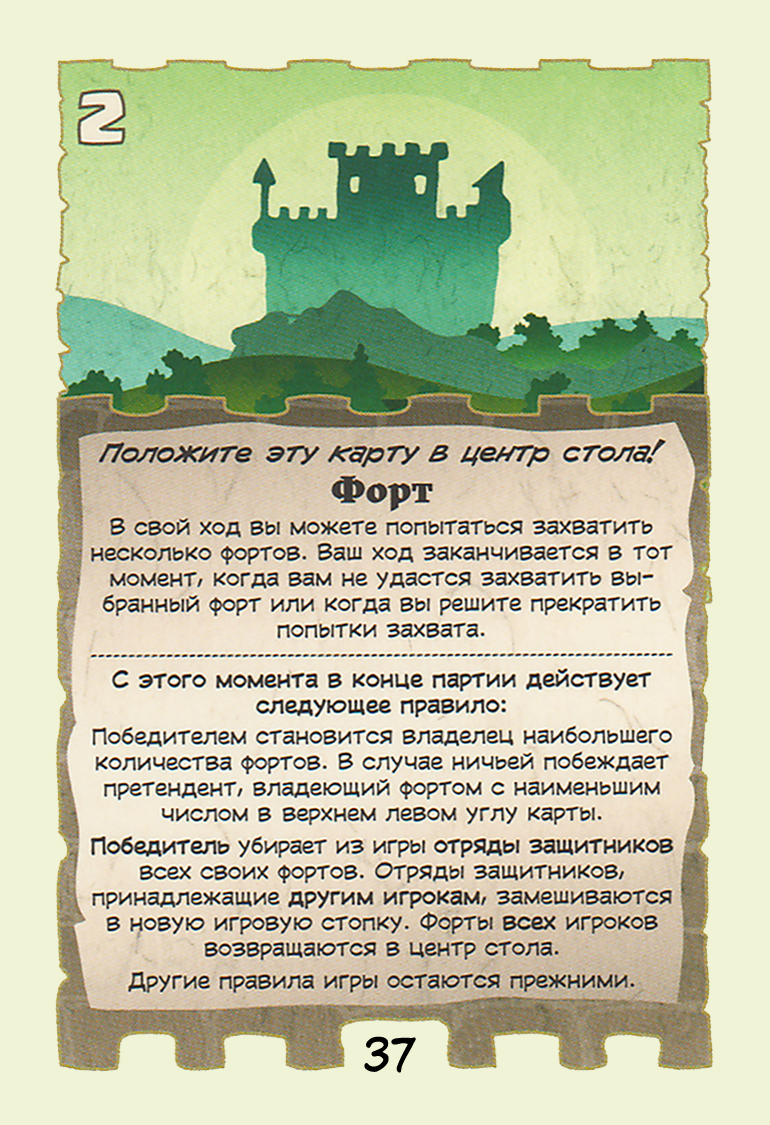 2
Положите эту карту в центр стола!
Форт
В свой ход вы можете попытаться захватить
несколько фортов. Ваш ход заканчивается в тот
момент, когда вам не удастся захватить вы-
бранный форт или когда вы решите прекратить
попытки захвата.
С этого момента в конце партии действует
следующее правило:
Победителем становится владелец наибольшего
количества фортов. В случае ничьей побеждает
претендент, владеющий фортом с наименьшим
числом в верхнем левом углу карты.
Победитель убирает из игры отряды защитников
всех своих фортов. Отряды защитников,
принадлежащие другим игрокам, замешиваются
в новую игровую стопку. Форты всех игроков
возвращаются в центр стола.
Другие правила игры остаются прежними.
37